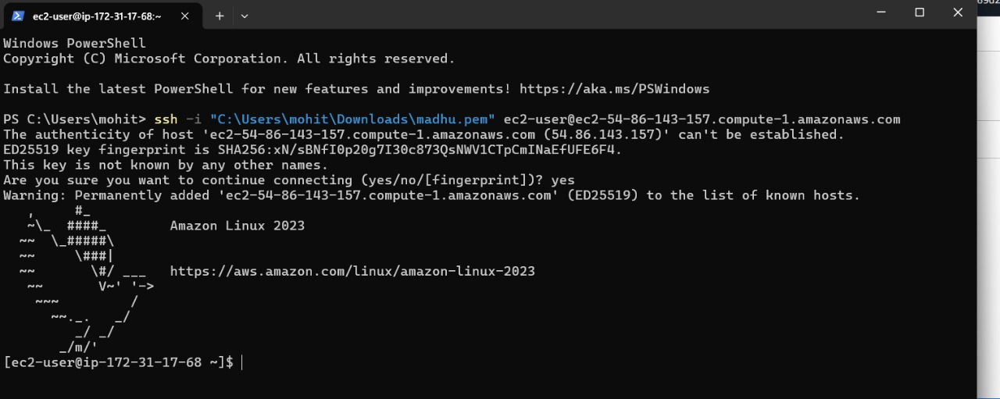 ec2-user@ip-172-31-17-68:~
Windows PowerShell
Copyright (C) Microsoft Corporation. All rights reserved.
Install the latest PowerShell for new features and improvements! https://aka.ms/PSWindows
PS C:\Users\mohit> ssh -i "C:\Users\mohit\Downloads\madhu.pem" ec2-user@ec2-54-86-143-157.compute-1.amazonaws.com
The authenticity of host 'ec2-54-86-143-157.compute-1.amazonaws.com (54.86.143.157)' can't be established.
ED25519 key fingerprint is SHA256:xN/sBNfI0p20g7I30c873QsNWV1CTpCmINaEfUFE6F4.
This key is not known by any other names.
Are you sure you want to continue connecting (yes/no/[fingerprint])? yes
Warning: Permanently added 'ec2-54-86-143-157.compute-1.amazonaws.com' (ED25519) to the list of known hosts.
   ,     #_
   ~\_  ####_        Amazon Linux 2023
  ~~  \_#####\
  ~~     \###|
  ~~       \#/ ___   https://aws.amazon.com/linux/amazon-linux-2023
   ~~       V~' '->
    ~~~         /
      ~~._.   _/
         _/ _/
       _/m/'
[ec2-user@ip-172-31-17-68 ~]$